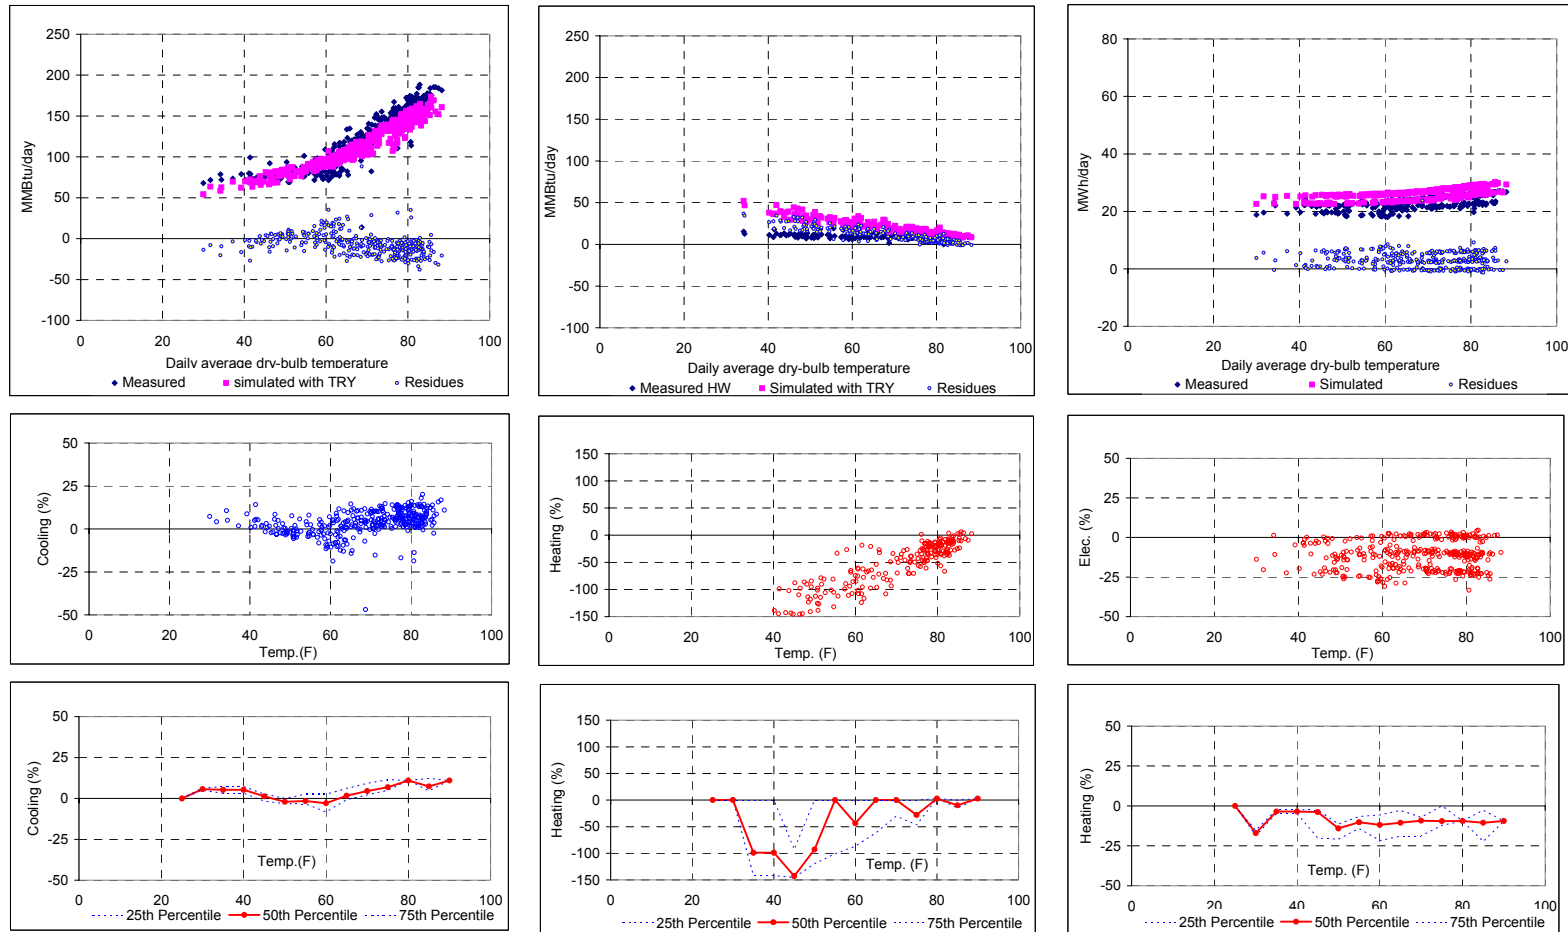 250
200
150
100
50
0
-50
-100
MMBtu/day
0 20 40 60 80 100
Daily average dry-bulb temperature
Measured simulated with TRY Residues
250
200
150
100
50
0
-50
-100
MMBtu/day
0 20 40 60 80 100
Daily average dry-bulb temperature
Measured HW Simulated with TRY Residues
80
60
40
20
0
-20
MWh/day
0 20 40 60 80 100
Daily average dry-bulb temperature
Measured Simulated Residues
50
25
0
-25
-50
Cooling (%)
0 20 40 60 80 100
Temp.(F)
150
100
50
0
-50
-100
-150
Heating (%)
0 20 40 60 80 100
Temp. (F)
50
25
0
-25
-50
Elec. (%)
0 20 40 60 80 100
Temp. (F)
50
25
0
-25
-50
Cooling (%)
Temp.(F)
0 20 40 60 80 100
25th Percentile 50th Percentile 75th Percentile
150
100
50
0
-50
-100
-150
Heating (%)
Temp. (F)
0 20 40 60 80 100
25th Percentile 50th Percentile 75th Percentile
50
25
0
-25
-50
Heating (%)
Temp. (F)
0 20 40 60 80 100
25th Percentile 50th Percentile 75th Percentile